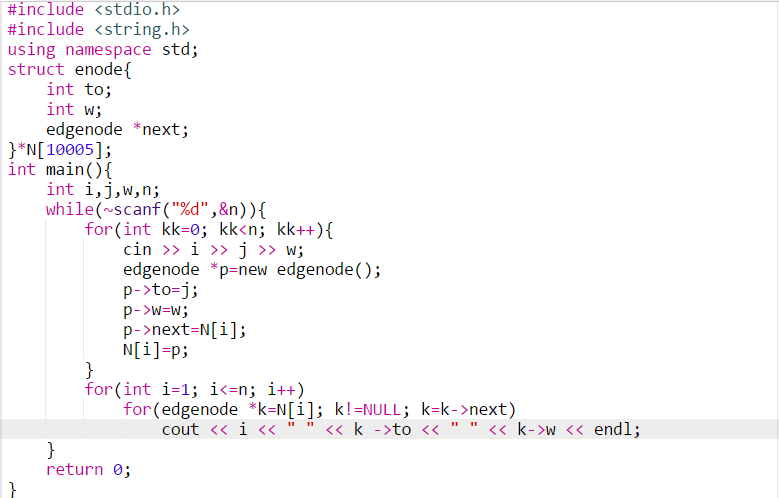 #include <stdio.h>
#include <string.h>
using namespace std;
struct enode{
    int to;
    int w;
    edgenode *next;
}*N[10005];
int main(){
    int i,j,w,n;
    while(~scanf("%d",&n)){
        for(int kk=0; kk<n; kk++){
            cin >> i >> j >> w;
            edgenode *p=new edgenode();
            p->to=j;
            p->w=w;
            p->next=N[i];
            N[i]=p;
        }
        for(int i=1; i<=n; i++)
            for(edgenode *k=N[i]; k!=NULL; k=k->next)
                cout << i << " " << k ->to << " " << k->w << endl;
    }
    return 0;
}